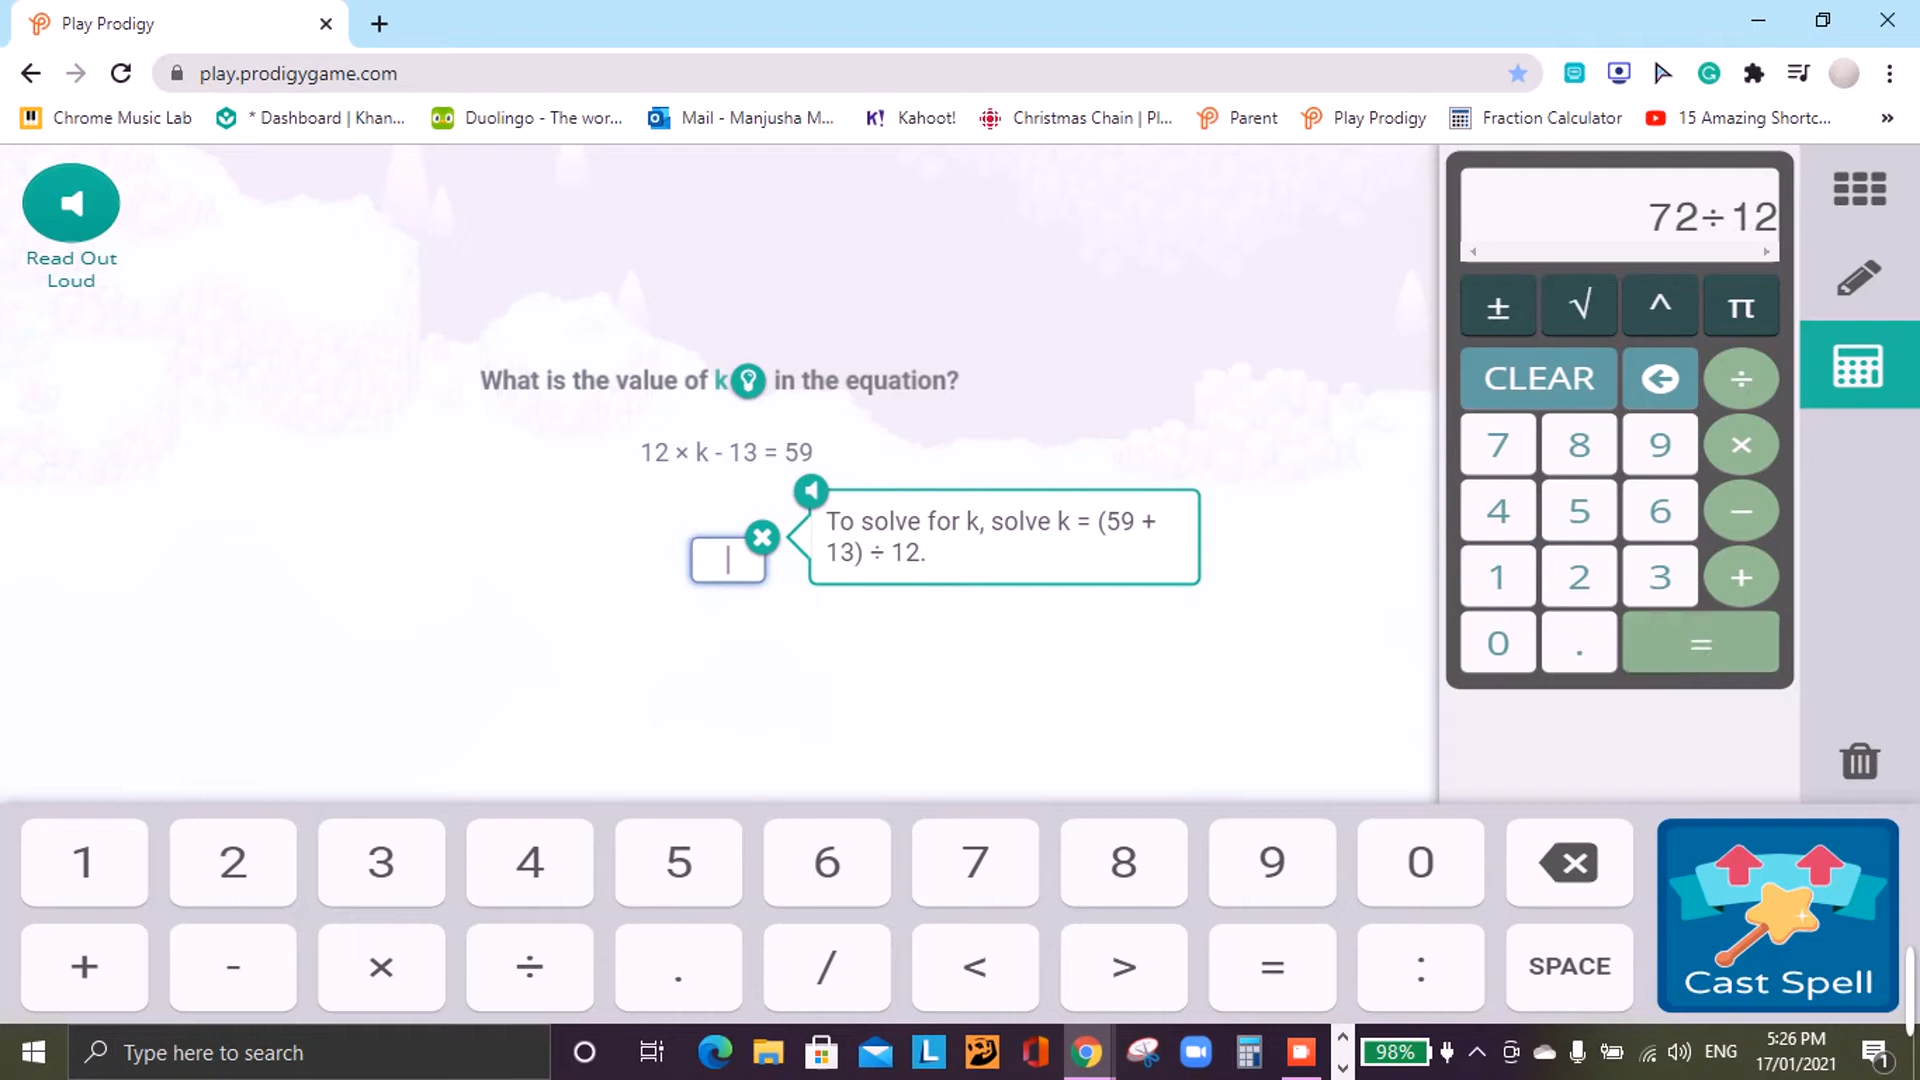 Play Prodigy
play.prodigygame.com
Chrome Music Lab
* Dashboard | Khan...
Duolingo - The wor...
Mail - Manjusha M...
K! Kahoot!
Christmas Chain | Pl...
Parent
Play Prodigy
Fraction Calculator
15 Amazing Shortc...
»
Read Out
Loud
What is the value of k in the equation?
12 × k - 13 = 59
To solve for k, solve k = (59 +
13) ÷ 12.
72÷12
± √ ^ π
CLEAR ÷
7 8 9 ×
4 5 6 −
1 2 3 +
0 . =
1 2 3 4 5 6 7 8 9 0
+ - × ÷ . / < > = : SPACE
Cast Spell
Type here to search
L
98%
ENG
5:26 PM
17/01/2021
1